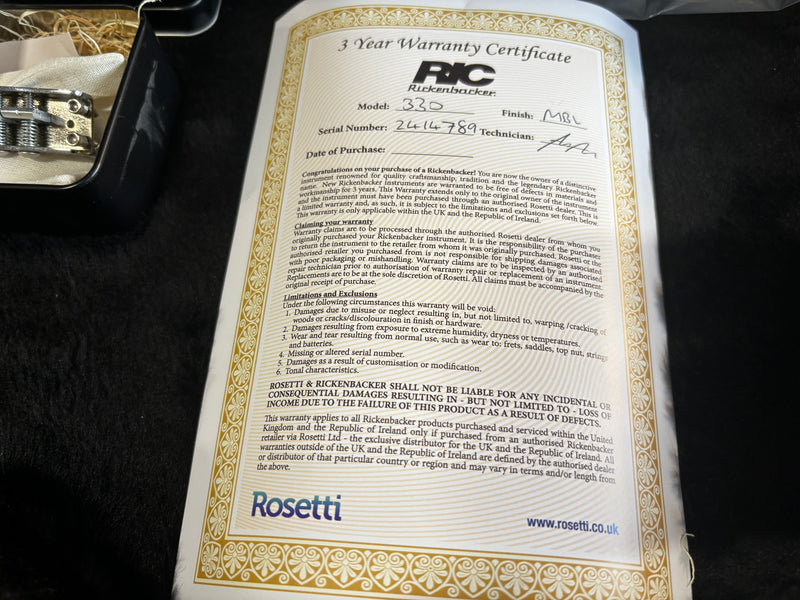 3 Year Warranty Certificate
RIC
Rickenbacker
Model: 330 Finish: MBL
Serial Number: 2414789 Technician:
Date of Purchase:
Congratulations on your purchase of a Rickenbacker! You are now the owner of a distinctive
instrument renowned for quality craftsmanship, tradition and the legendary Rickenbacker
name. New Rickenbacker instruments are warranted to be free of defects in materials and
workmanship for 3 years. This Warranty extends only to the original owner of the instrument
and the instrument must have been purchased through an authorised Rosetti dealer. This is
a limited warranty and, as such, it is subject to the limitations and exclusions set forth below.
This warranty is only applicable within the UK and the Republic of Ireland.
Claiming your warranty
Warranty claims are to be processed through the authorised Rosetti dealer from whom you
originally purchased your Rickenbacker instrument. It is the responsibility of the purchaser
to return the instrument to the retailer from whom it was originally purchased. Rosetti or the
authorised retailer you purchased from is not responsible for shipping damages associated
with poor packaging or mishandling. Warranty claims are to be inspected by an authorised
repair technician prior to authorisation of warranty repair or replacement of an instrument.
Replacements are to be at the sole discretion of Rosetti. All claims must be accompanied by the
original receipt of purchase.
Limitations and Exclusions
Under the following circumstances this warranty will be void:
1. Damages due to misuse or neglect resulting in, but not limited to, warping /cracking of
woods or cracks/discolouration in finish or hardware.
2. Damages resulting from exposure to extreme humidity, dryness or temperatures.
3. Wear and tear resulting from normal use, such as wear to: frets, saddles, top nut, strings
and batteries.
4. Missing or altered serial number.
5. Damages as a result of customisation or modification.
6. Tonal characteristics.
ROSETTI & RICKENBACKER SHALL NOT BE LIABLE FOR ANY INCIDENTAL OR
CONSEQUENTIAL DAMAGES RESULTING IN - BUT NOT LIMITED TO - LOSS OF
INCOME DUE TO THE FAILURE OF THIS PRODUCT AS A RESULT OF DEFECTS.
This warranty applies to all Rickenbacker products purchased and serviced within the United
Kingdom and the Republic of Ireland only if purchased from an authorised Rickenbacker
retailer via Rosetti Ltd - the exclusive distributor for the UK and the Republic of Ireland. All
warranties outside of the UK and the Republic of Ireland are defined by the authorised dealer
or distributor of that particular country or region and may vary in terms and/or length from
the above.
Rosetti
www.rosetti.co.uk